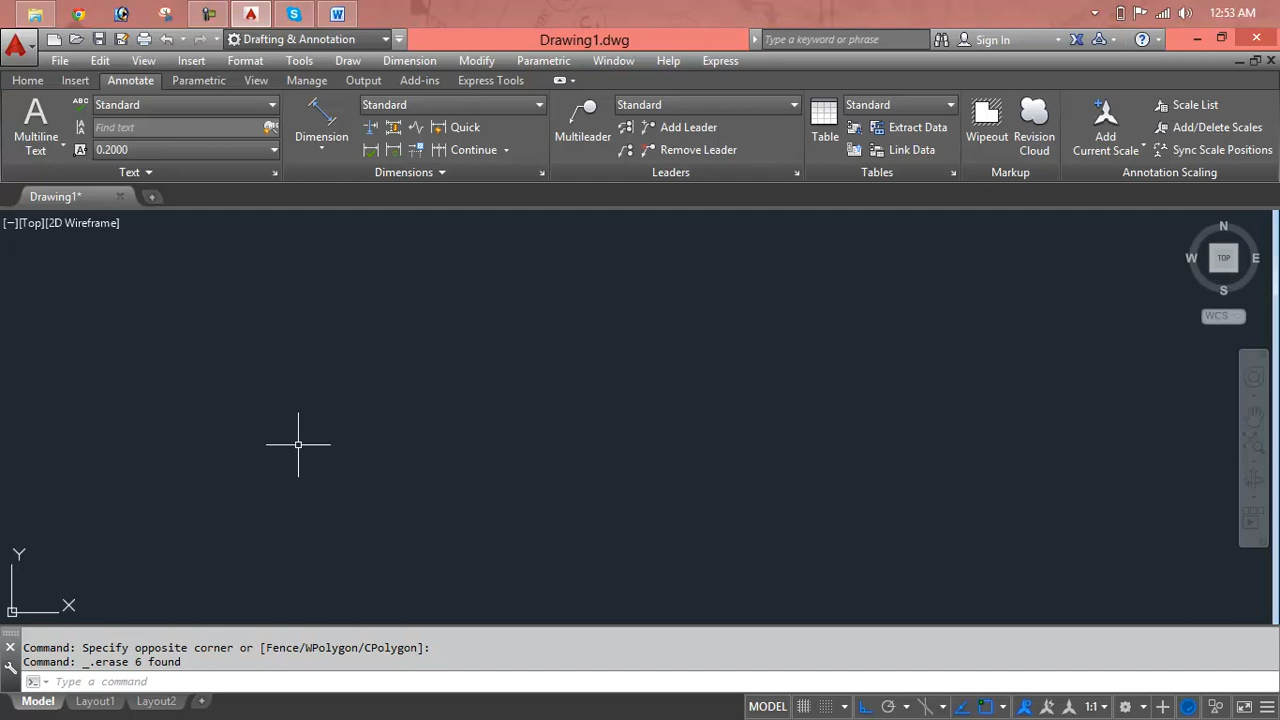 12:53 AM
Drafting & Annotation
Drawing1.dwg
Type a keyword or phrase
Sign In
File Edit View Insert Format Tools Draw Dimension Modify Parametric Window Help Express
Home Insert Annotate Parametric View Manage Add-ins Express Tools
ABC Standard
Find text
0.2000
Multiline
Text
Text
Dimension
Standard
Quick
Continue
Dimensions
Multileader
Standard
Add Leader
Remove Leader
Leaders
Table
Standard
Extract Data
Link Data
Tables
Wipeout
Revision
Cloud
Markup
Add
Current Scale
Scale List
Add/Delete Scales
Sync Scale Positions
Annotation Scaling
Drawing1*
[−][Top][2D Wireframe]
N
W TOP E
S
WCS
Y
X
Command: Specify opposite corner or [Fence/WPolygon/CPolygon]:
Command: _.erase 6 found
Type a command
Model Layout1 Layout2 +
MODEL
1:1